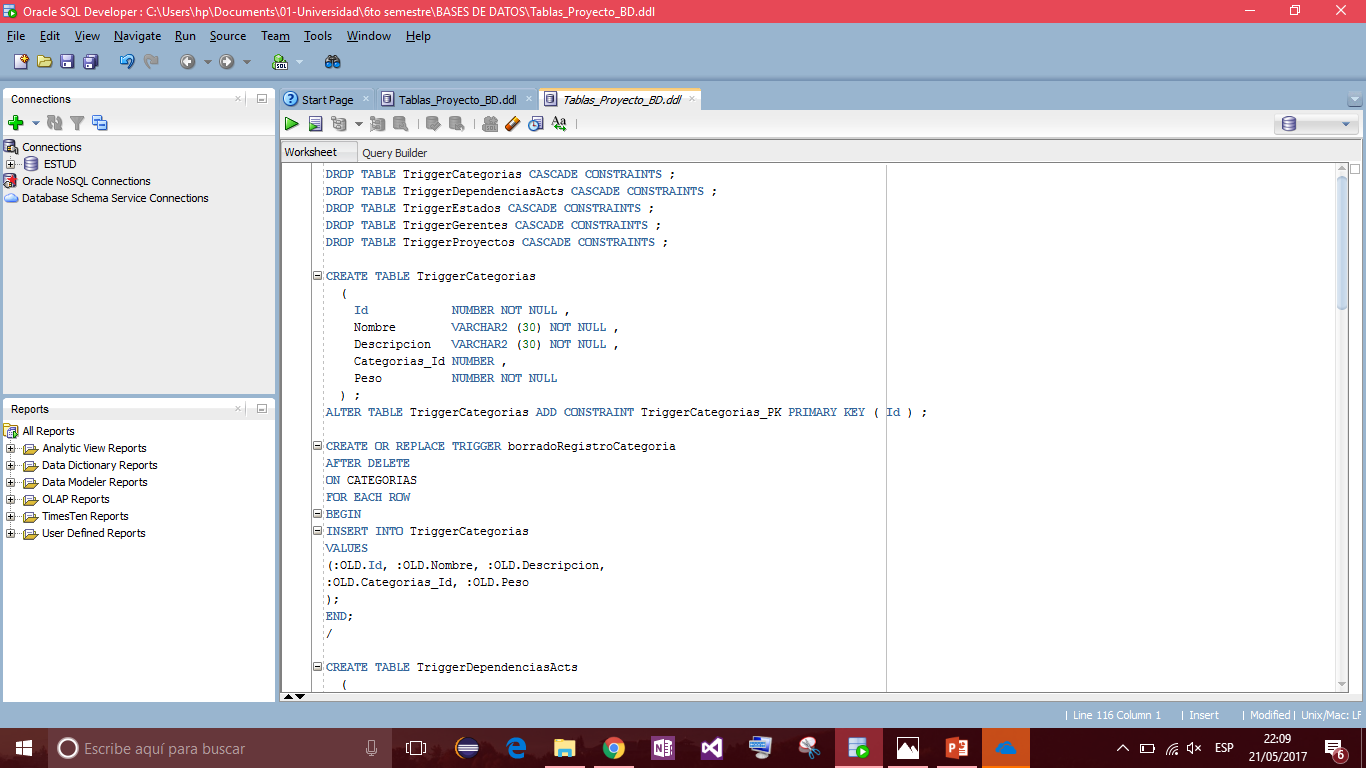 Oracle SQL Developer : C:\Users\hp\Documents\01-Universidad\6to semestre\BASES DE DATOS\Tablas_Proyecto_BD.ddl
File Edit View Navigate Run Source Team Tools Window Help
SQL
Connections
Connections
ESTUD
Oracle NoSQL Connections
Database Schema Service Connections
Reports
All Reports
Analytic View Reports
Data Dictionary Reports
Data Modeler Reports
OLAP Reports
TimesTen Reports
User Defined Reports
Start Page Tablas_Proyecto_BD.ddl Tablas_Proyecto_BD.ddl
Aa
Worksheet Query Builder
DROP TABLE TriggerCategorias CASCADE CONSTRAINTS ;
DROP TABLE TriggerDependenciasActs CASCADE CONSTRAINTS ;
DROP TABLE TriggerEstados CASCADE CONSTRAINTS ;
DROP TABLE TriggerGerentes CASCADE CONSTRAINTS ;
DROP TABLE TriggerProyectos CASCADE CONSTRAINTS ;
CREATE TABLE TriggerCategorias
(
Id NUMBER NOT NULL ,
Nombre VARCHAR2 (30) NOT NULL ,
Descripcion VARCHAR2 (30) NOT NULL ,
Categorias_Id NUMBER ,
Peso NUMBER NOT NULL
) ;
ALTER TABLE TriggerCategorias ADD CONSTRAINT TriggerCategorias_PK PRIMARY KEY ( Id ) ;
CREATE OR REPLACE TRIGGER borradoRegistroCategoria
AFTER DELETE
ON CATEGORIAS
FOR EACH ROW
BEGIN
INSERT INTO TriggerCategorias
VALUES
(:OLD.Id, :OLD.Nombre, :OLD.Descripcion,
:OLD.Categorias_Id, :OLD.Peso
);
END;
/
CREATE TABLE TriggerDependenciasActs
(
Line 116 Column 1 | Insert | Modified | Unix/Mac: LF
Escribe aquí para buscar
ESP
22:09
21/05/2017
6